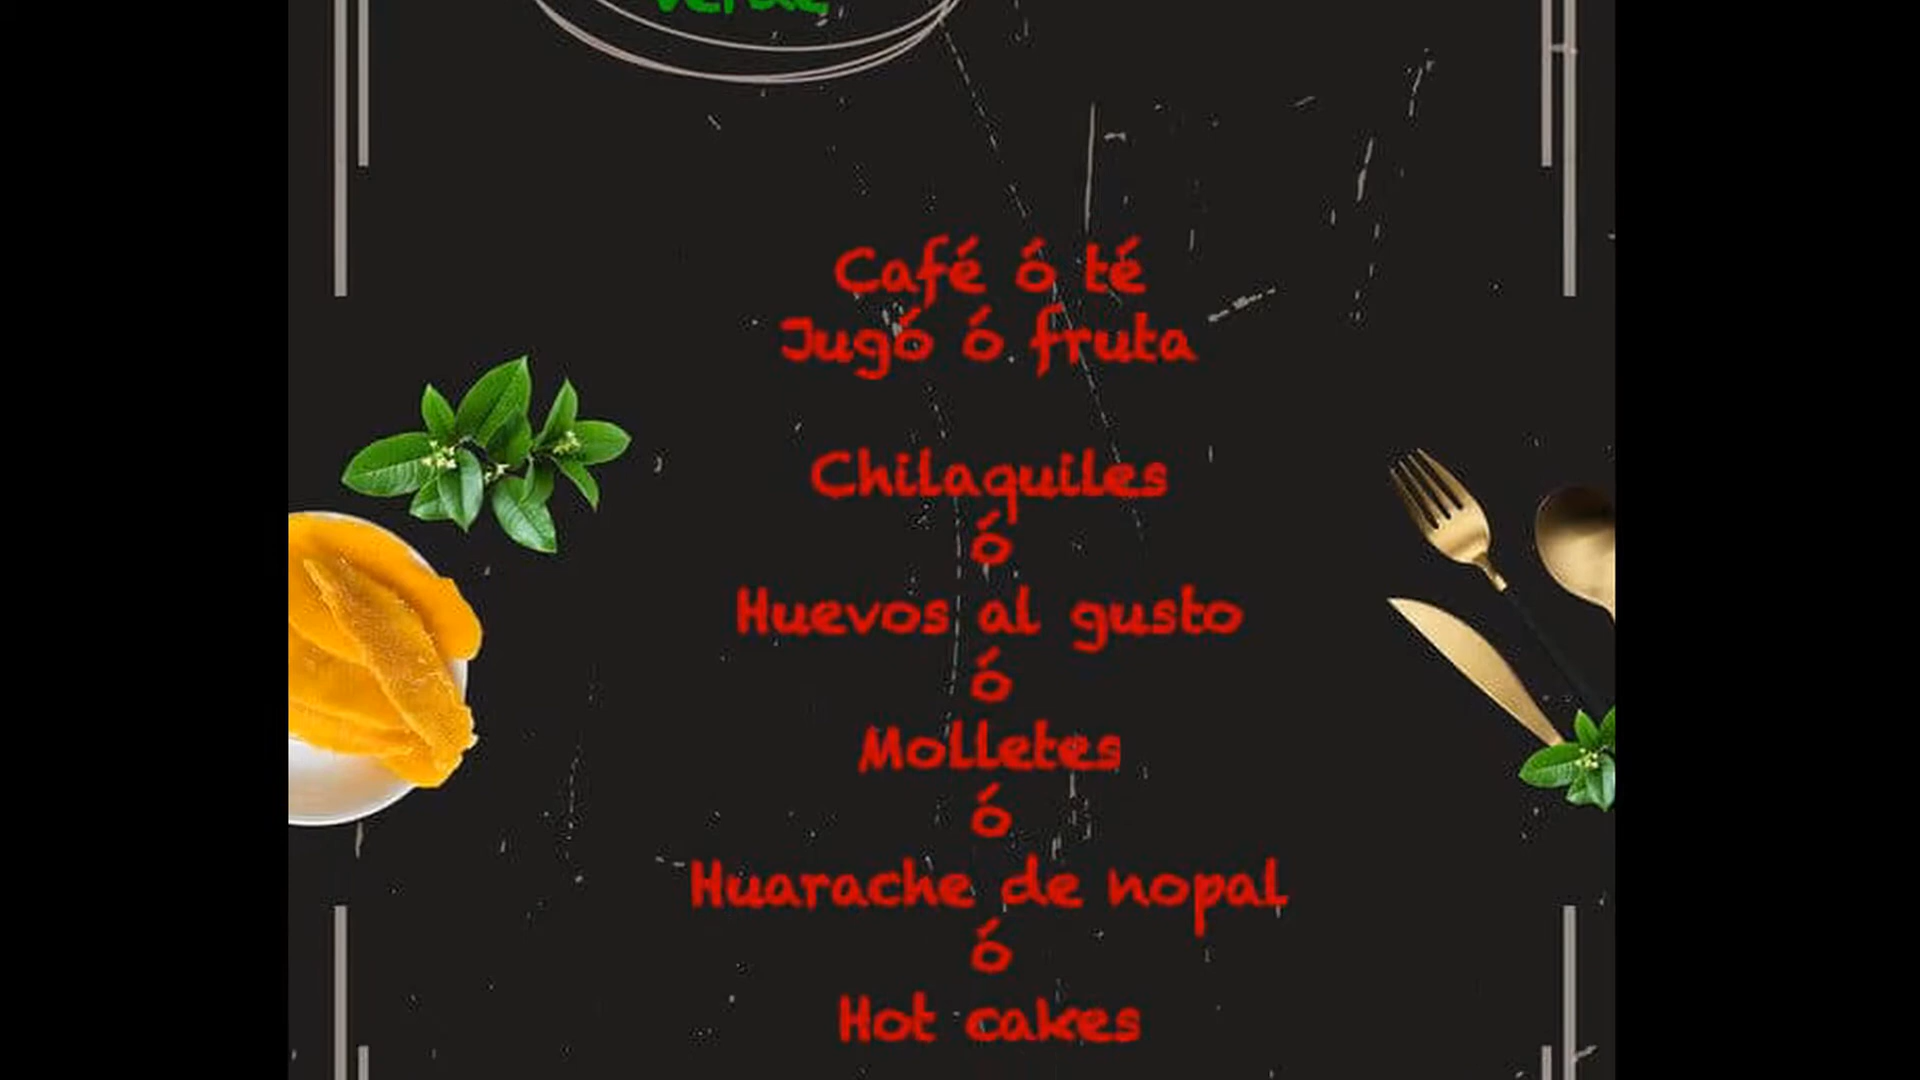 Café ó té
Jugó ó fruta
Chilaquiles
ó
Huevos al gusto
ó
Molletes
ó
Huarache de nopal
ó
Hot cakes